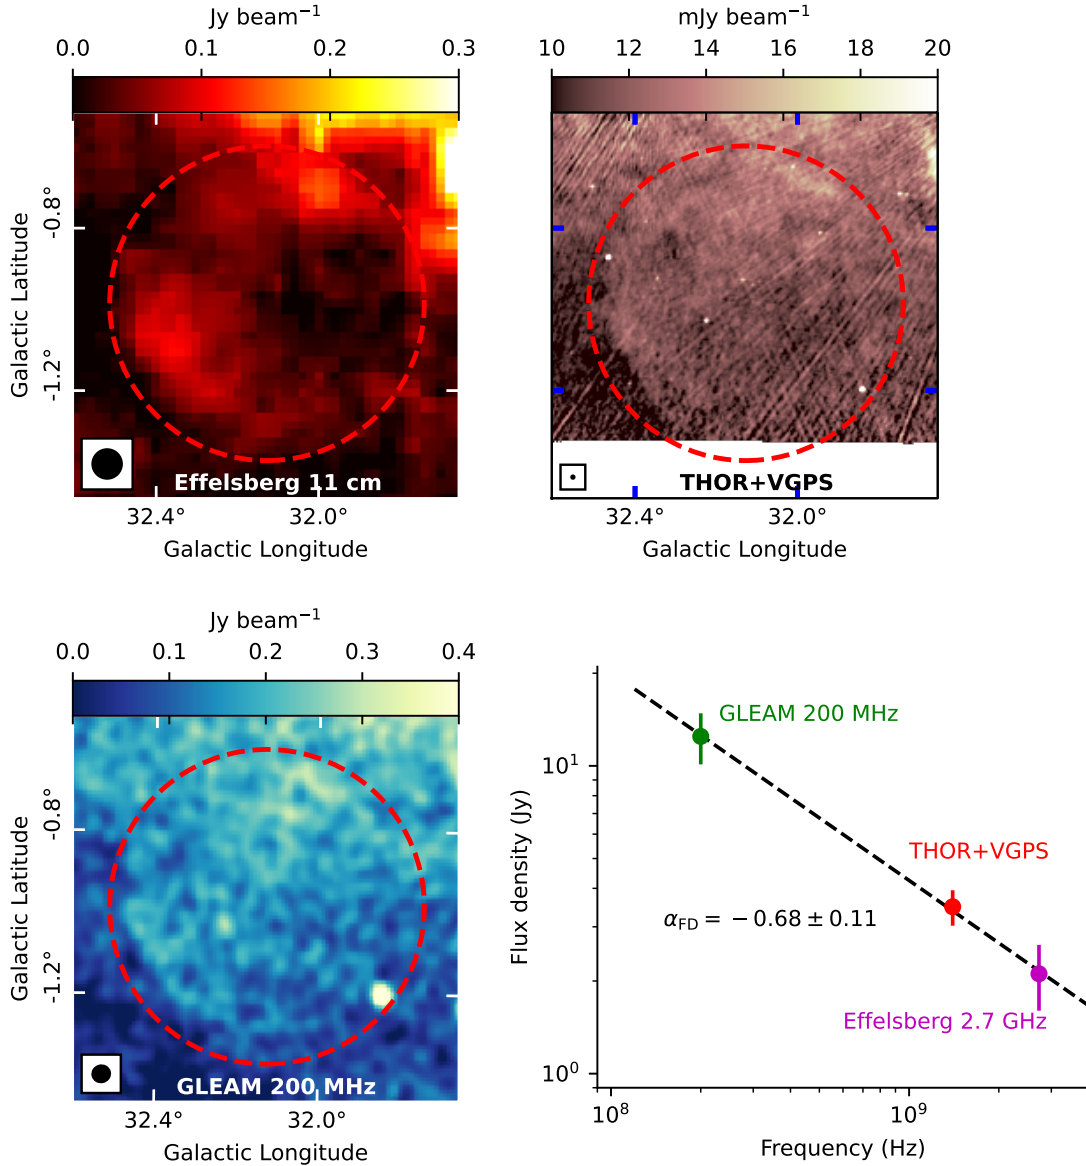 Jy beam⁻¹
0.0 0.1 0.2 0.3
Galactic Latitude
-0.8°
-1.2°
Effelsberg 11 cm
32.4° 32.0°
Galactic Longitude
mJy beam⁻¹
10 12 14 16 18 20
THOR+VGPS
32.4° 32.0°
Galactic Longitude
Jy beam⁻¹
0.0 0.1 0.2 0.3 0.4
Galactic Latitude
-0.8°
-1.2°
GLEAM 200 MHz
32.4° 32.0°
Galactic Longitude
Flux density (Jy)
10¹
10⁰
GLEAM 200 MHz
THOR+VGPS
α_FD = −0.68 ± 0.11
Effelsberg 2.7 GHz
10⁸ 10⁹
Frequency (Hz)